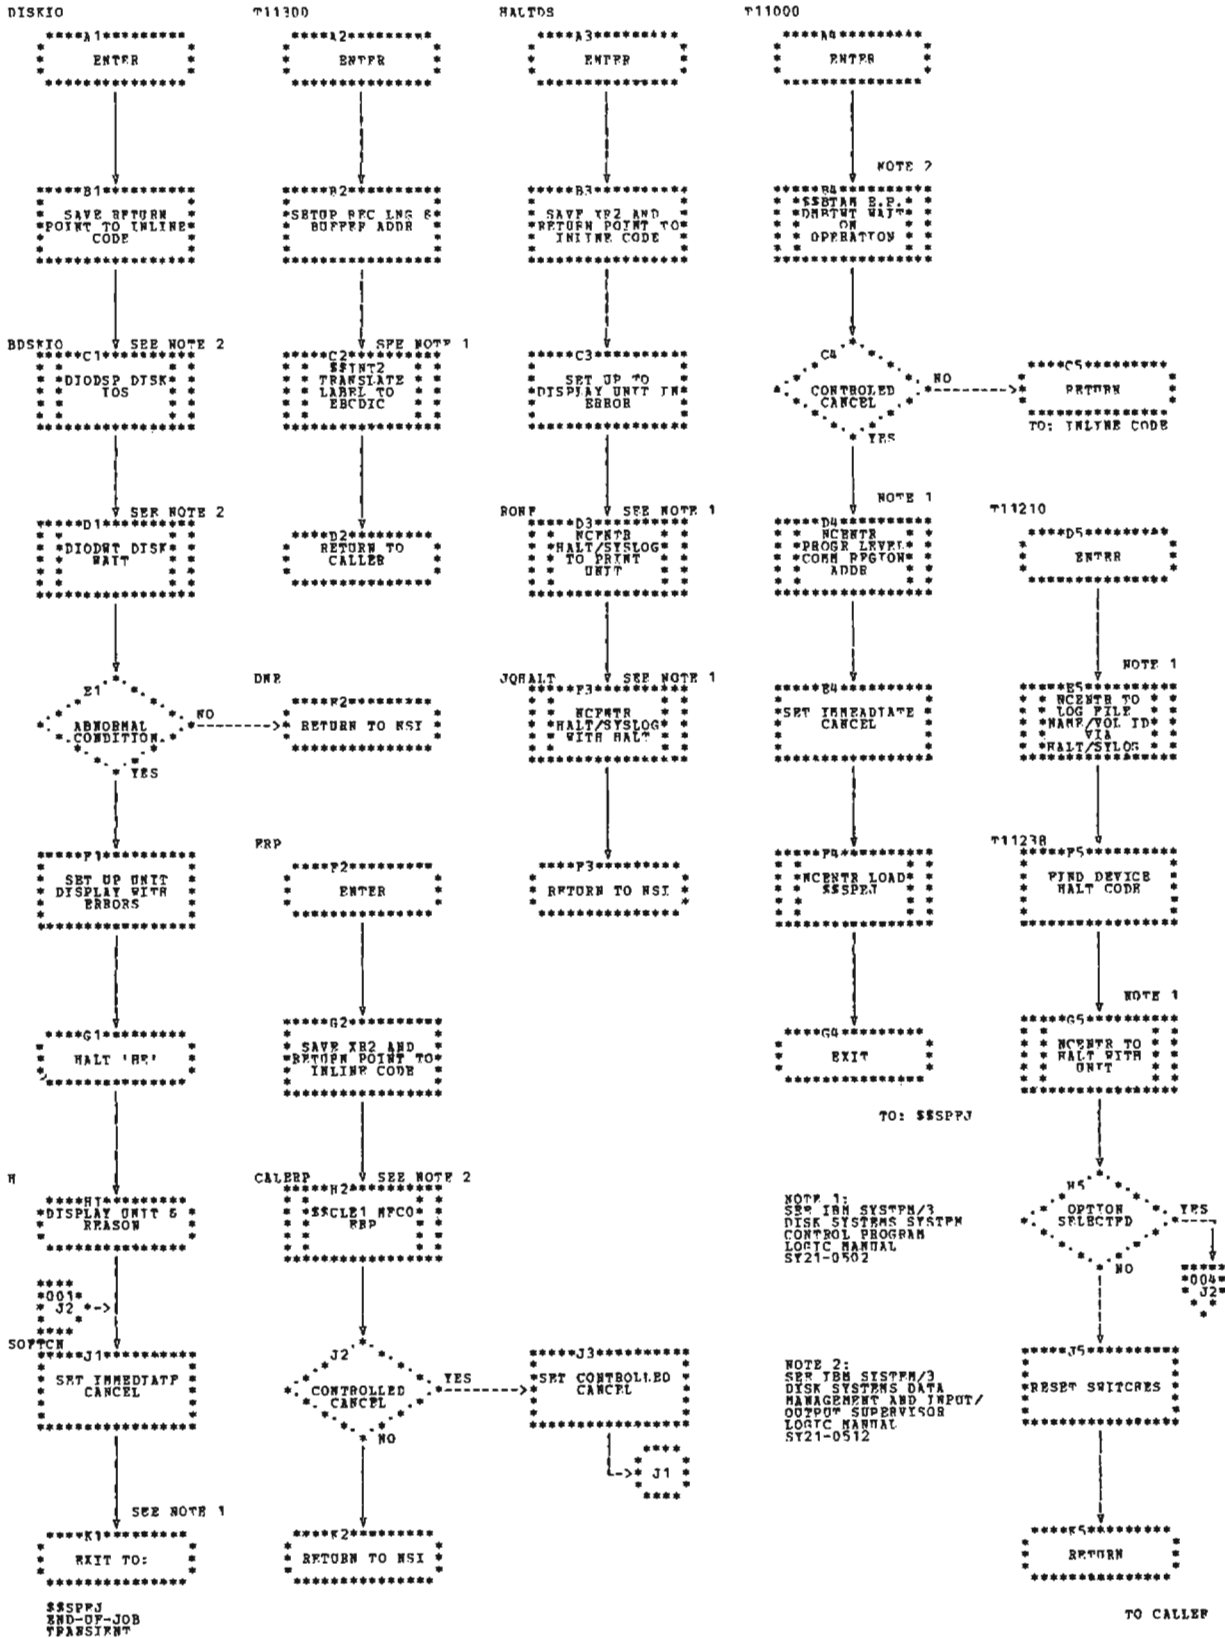 DISKIO
A1
ENTER
B1
SAVE RETURN
POINT TO INLINE
CODE
BDSKIO
SEE NOTE 2
C1
DIODSP DISK
IOS
SEE NOTE 2
D1
DIODWT DISK
WAIT
E1
ABNORMAL
CONDITION
NO
YES
F1
SET UP UNIT
DISPLAY WITH
ERRORS
G1
HALT 'HE'
H
H1
DISPLAY UNIT &
REASON
001
J2
SOFTCN
J1
SET IMMEDIATE
CANCEL
SEE NOTE 1
K1
EXIT TO:
$$SPEJ
END-OF-JOB
TRANSIENT
T11300
A2
ENTER
B2
SETUP REC LNG &
BUFFER ADDR
SEE NOTE 1
C2
$$INT2
TRANSLATE
LABEL TO
EBCDIC
D2
RETURN TO
CALLER
DNR
E2
RETURN TO NSI
ERP
F2
ENTER
G2
SAVE XR2 AND
RETURN POINT TO
INLINE CODE
CALERP
SEE NOTE 2
H2
$$CLE1 MFCU
ERP
J2
CONTROLLED
CANCEL
YES
NO
K2
RETURN TO NSI
HALTDS
A3
ENTER
B3
SAVE XR2 AND
RETURN POINT TO
INLINE CODE
C3
SET UP TO
DISPLAY UNIT IN
ERROR
SEE NOTE 1
D3
NCENTR
HALT/SYSLOG
TO PRINT
UNIT
JQHALT
SEE NOTE 1
E3
NCENTR
HALT/SYSLOG
WITH HALT
F3
RETURN TO NSI
J3
SET CONTROLLED
CANCEL
J1
T11000
A4
ENTER
NOTE 2
B4
$$BTAM E.P.
DMBTWT WAIT
ON
OPERATION
C4
CONTROLED
CANCEL
NO
YES
C5
RETURN
TO: INLINE CODE
NOTE 1
D4
NCENTR
PROGR LEVEL
COMM REGION
ADDR
E4
SET IMMEADIATE
CANCEL
F4
NCENTR LOAD
$$SPEJ
G4
EXIT
TO: $$SPEJ
NOTE 1:
SEE IBM SYSTEM/3
DISK SYSTEMS SYSTEM
CONTROL PROGRAM
LOGIC MANUAL
SY21-0502
NOTE 2:
SEE IBM SYSTEM/3
DISK SYSTEMS DATA
MANAGEMENT AND INPUT/
OUTPUT SUPERVISOR
LOGIC MANUAL
SY21-0512
T11210
D5
ENTER
NOTE 1
E5
NCENTR TO
LOG FILE
NAME/VOL ID
VIA
HALT/SYLOG
T11238
F5
FIND DEVICE
HALT CODE
NOTE 1
G5
NCENTR TO
HALT WITH
UNIT
H5
OPTION
SELECTED
YES
NO
004
J2
J5
RESET SWITCHES
K5
RETURN
TO CALLER